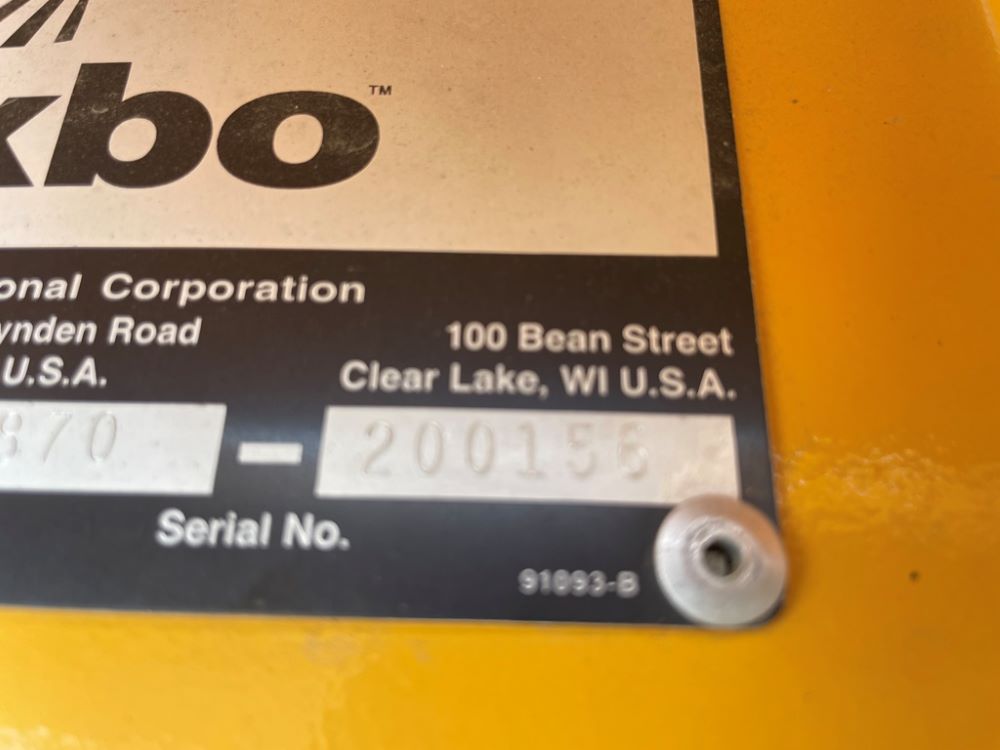 kbo™
onal Corporation
ynden Road
100 Bean Street
U.S.A.
Clear Lake, WI U.S.A.
870 - 200156
Serial No.
91893-B